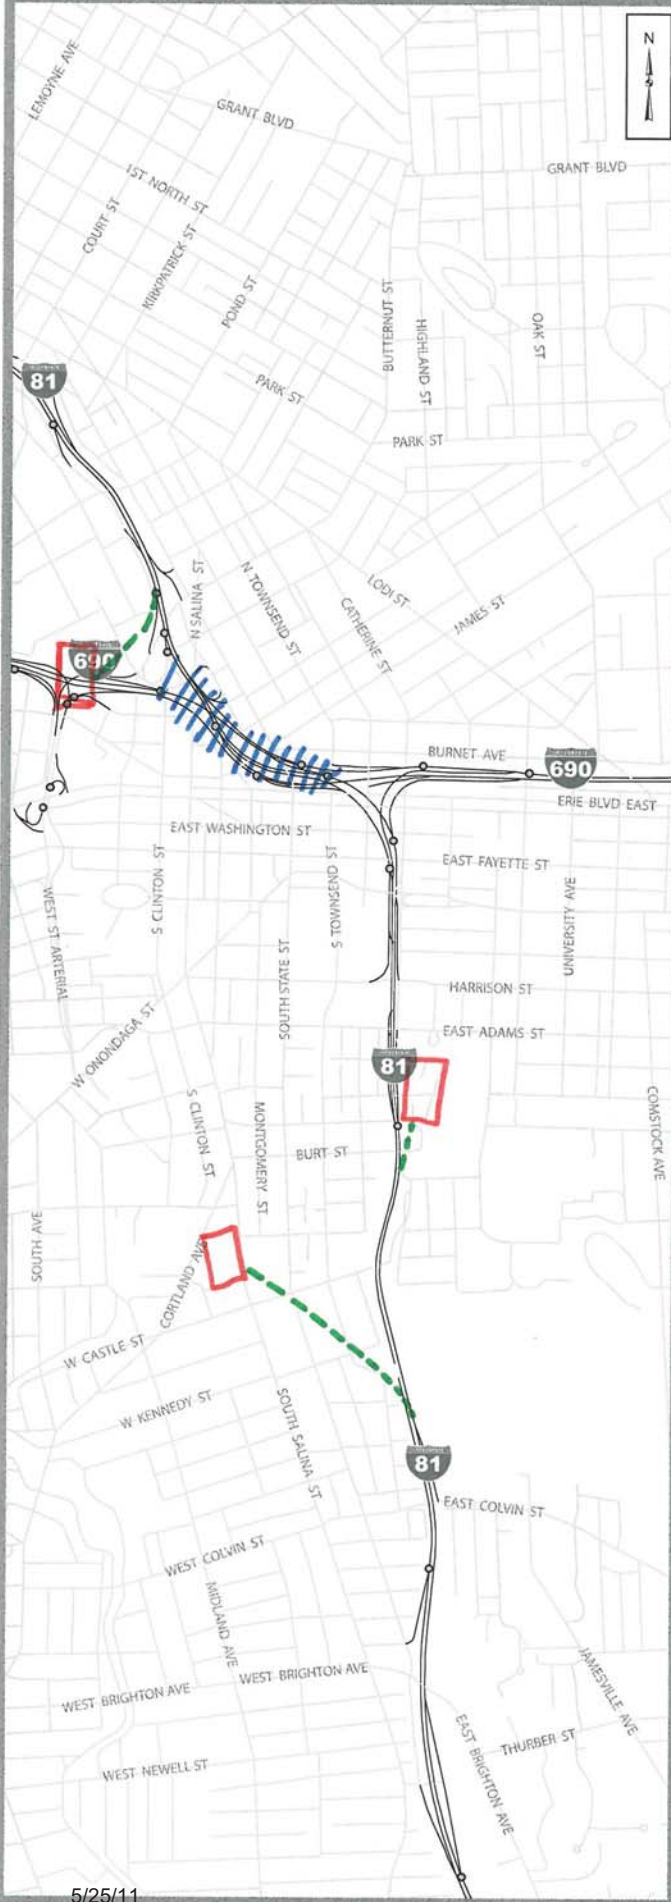 N
LEMOYNE AVE
GRANT BLVD
GRANT BLVD
1ST NORTH ST
COURT ST
KIRKPATRICK ST
POND ST
BUTTERNUT ST
HIGHLAND ST
OAK ST
81
PARK ST
PARK ST
N SALINA ST
N TOWNSEND ST
LODI ST
CATHERINE ST
JAMES ST
690
BURNET AVE
690
ERIE BLVD EAST
EAST WASHINGTON ST
EAST FAYETTE ST
S CLINTON ST
S TOWNSEND ST
WEST ST ARTERIAL
UNIVERSITY AVE
SOUTH STATE ST
HARRISON ST
W ONONDAGA ST
EAST ADAMS ST
81
S CLINTON ST
MONTGOMERY ST
COMSTOCK AVE
BURT ST
SOUTH AVE
CORTLAND AVE
W CASTLE ST
W KENNEDY ST
SOUTH SALINA ST
81
EAST COLVIN ST
WEST COLVIN ST
MIDLAND AVE
WEST BRIGHTON AVE
WEST BRIGHTON AVE
JAMESVILLE AVE
EAST BRIGHTON AVE
THURBER ST
WEST NEWELL ST
5/25/11